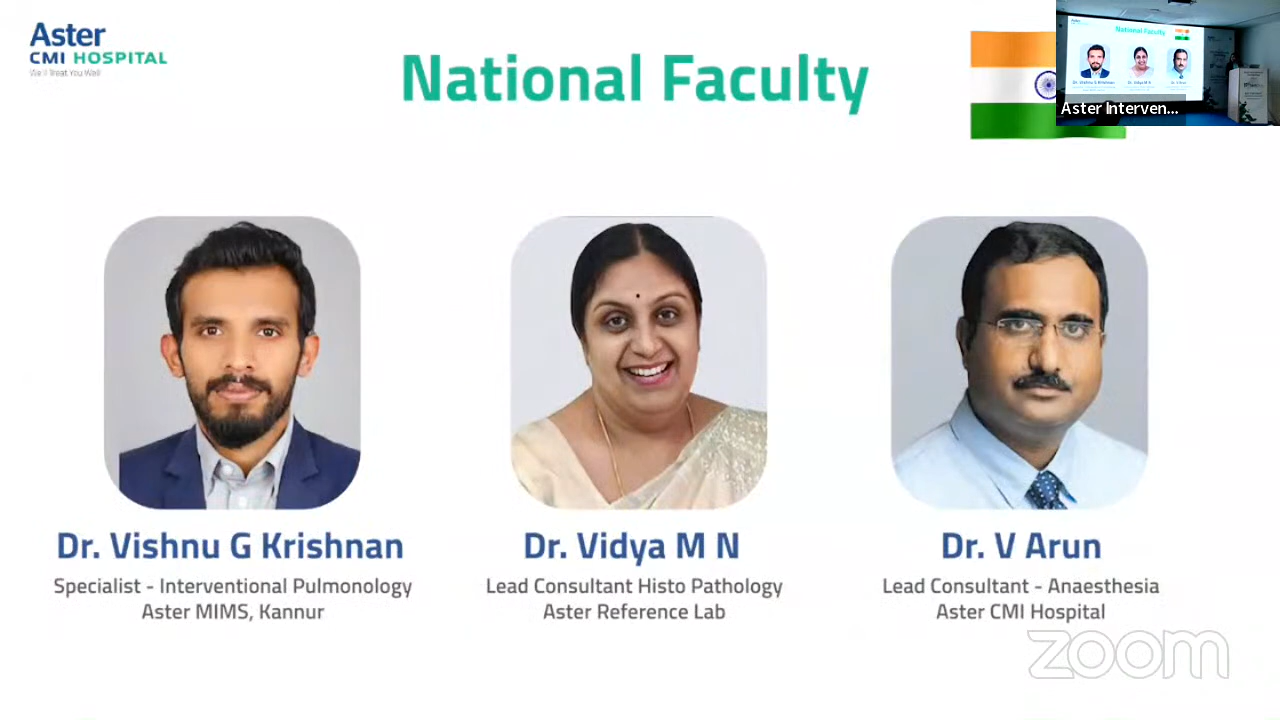 Aster
CMI HOSPITAL
We'll Treat You Well
National Faculty
National Faculty
Aster Interven...
Dr. Vishnu G Krishnan
Specialist - Interventional Pulmonology
Aster MIMS, Kannur
Dr. Vidya M N
Lead Consultant Histo Pathology
Aster Reference Lab
Dr. V Arun
Lead Consultant - Anaesthesia
Aster CMI Hospital
zoom